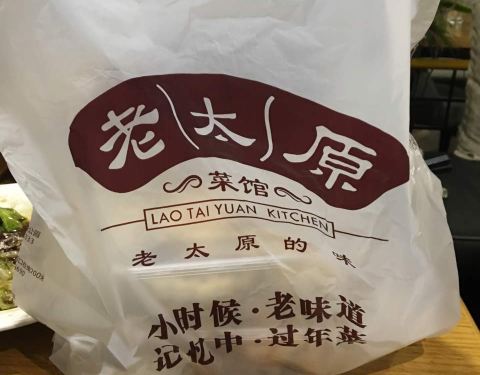 老太原
菜馆
LAO TAI YUAN KITCHEN
老太原的味
小时候·老味道
记忆中·过年菜